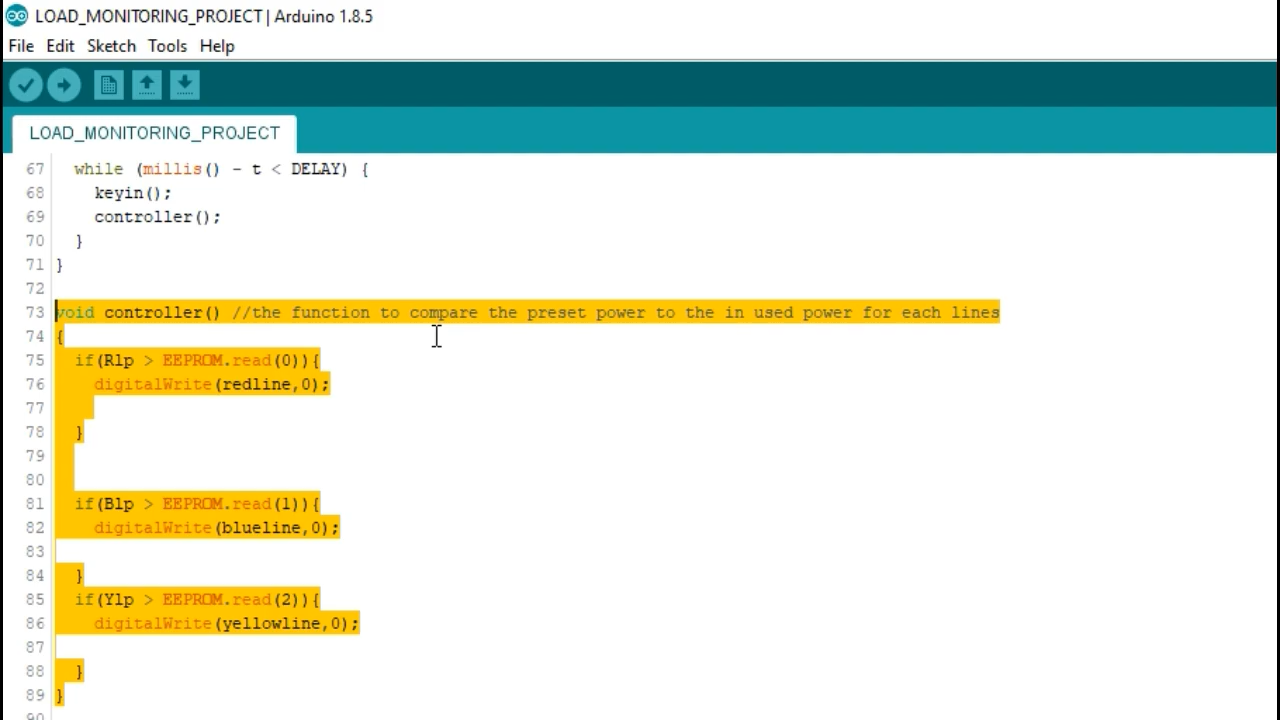 LOAD_MONITORING_PROJECT | Arduino 1.8.5
File Edit Sketch Tools Help
LOAD_MONITORING_PROJECT
67   while (millis() - t < DELAY) {
68     keyin();
69     controller();
70   }
71 }
72
73 void controller() //the function to compare the preset power to the in used power for each lines
74 {
75   if(Rlp > EEPROM.read(0)){
76     digitalWrite(redline,0);
77
78   }
79
80
81   if(Blp > EEPROM.read(1)){
82     digitalWrite(blueline,0);
83
84   }
85   if(Ylp > EEPROM.read(2)){
86     digitalWrite(yellowline,0);
87
88   }
89 }
90